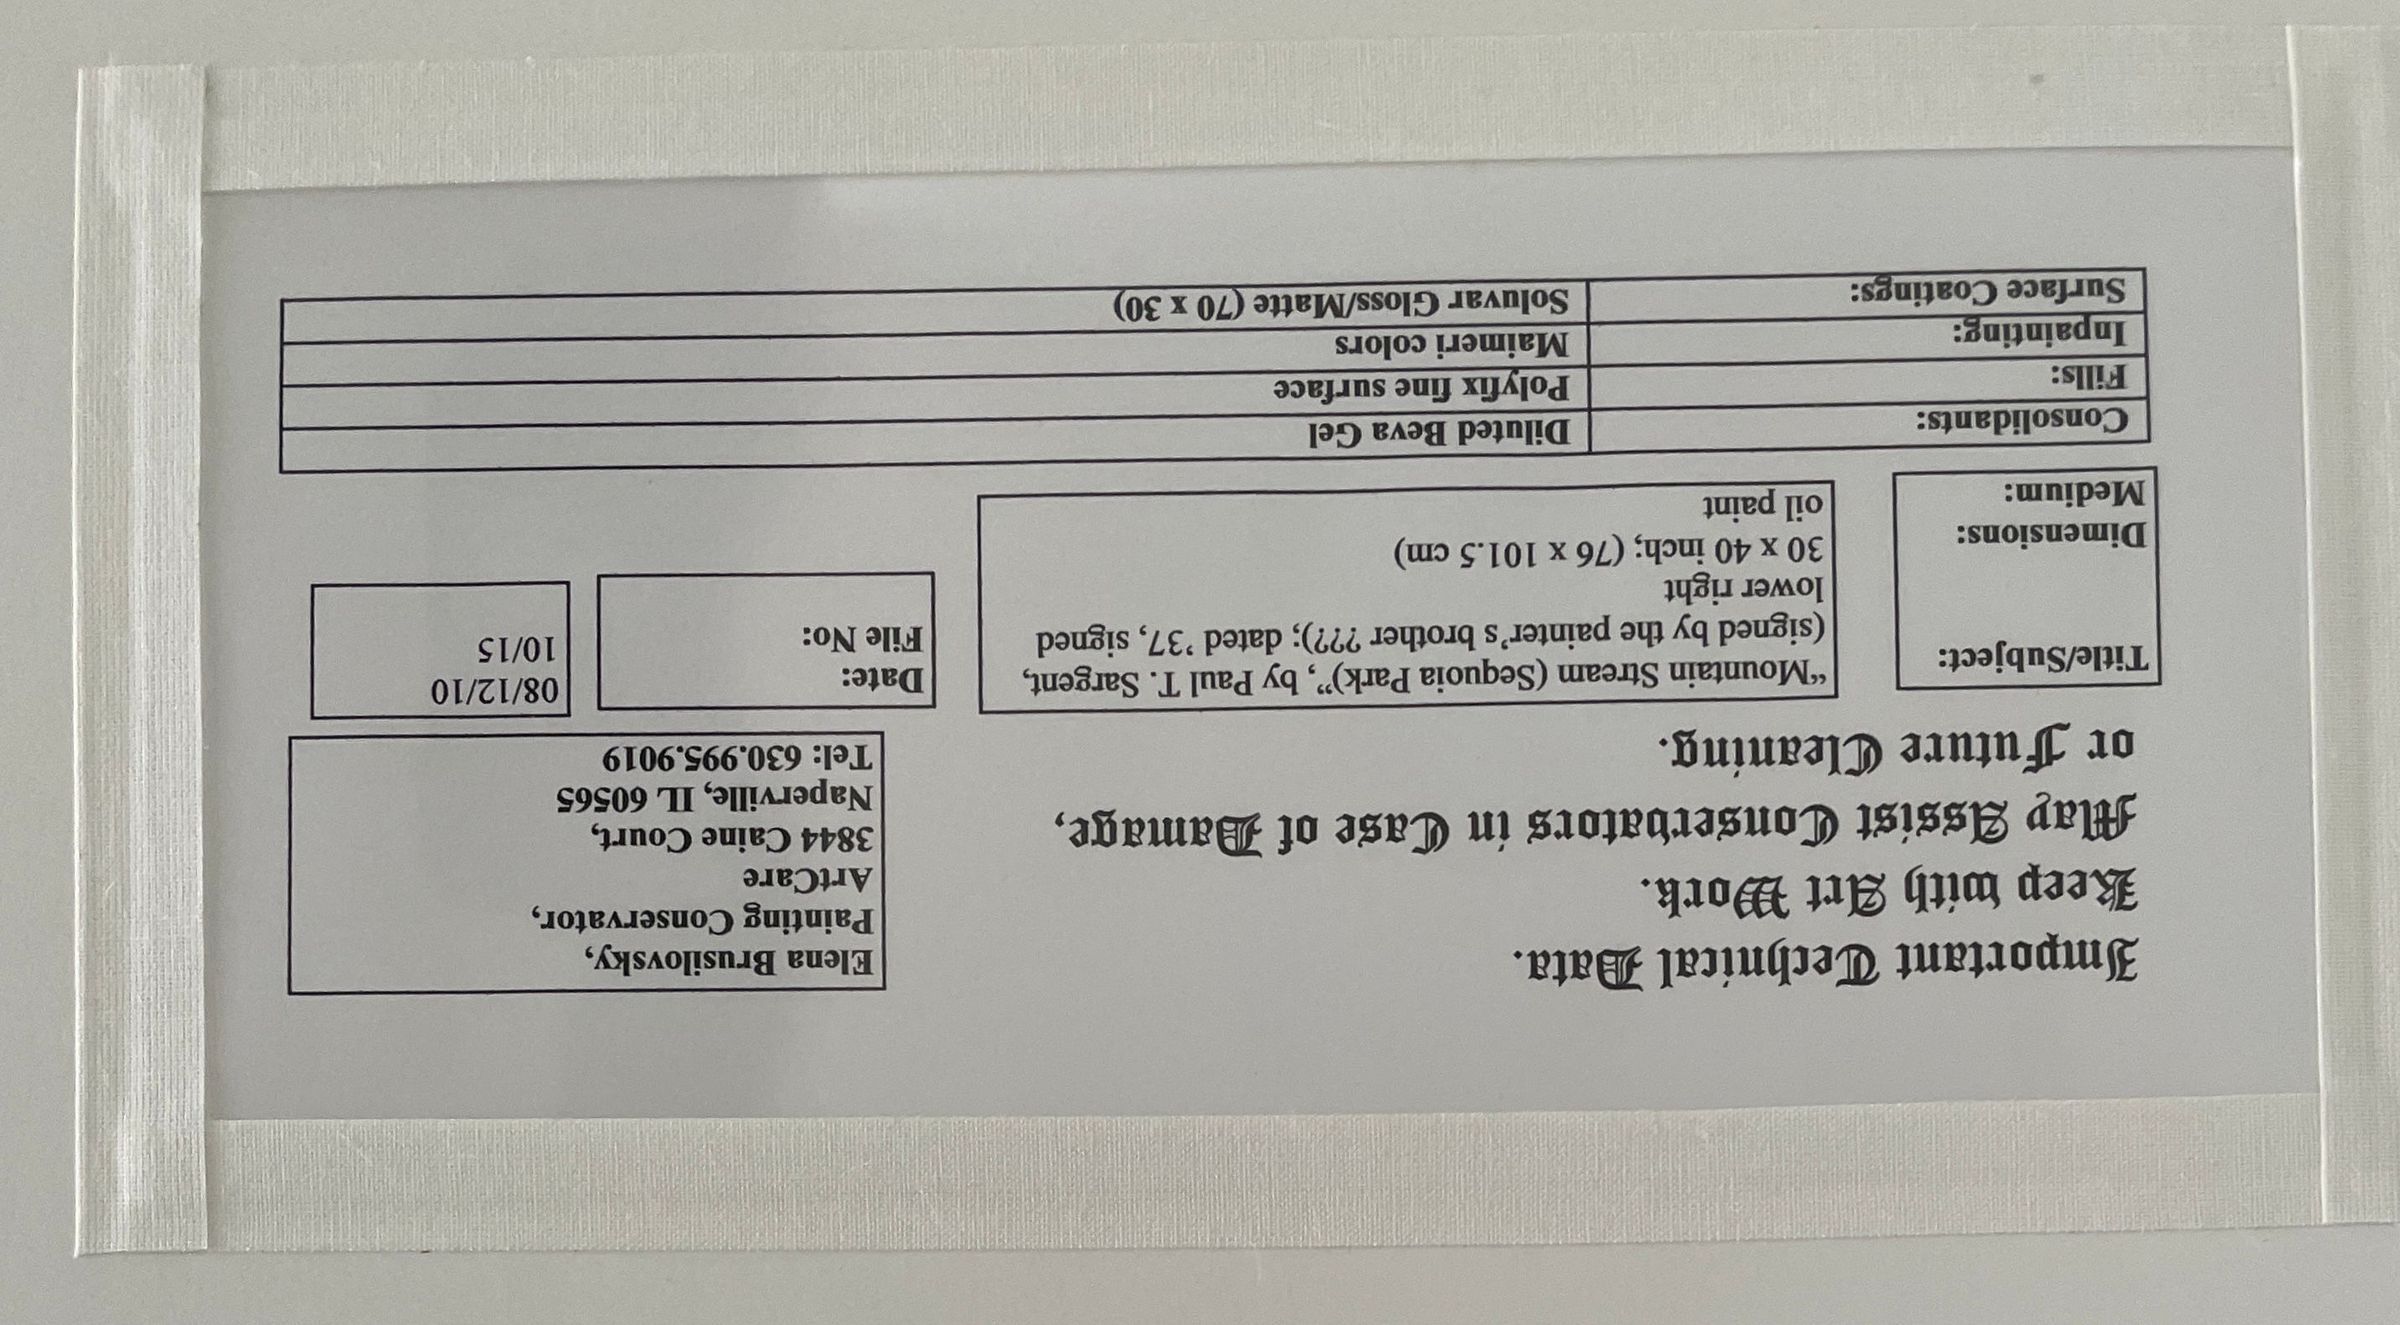 Important Technical Data.
Keep with Art Work.
May Assist Conservators in Case of Damage,
or Future Cleaning.
Elena Brusilovsky,
Painting Conservator,
ArtCare
3844 Caine Court,
Naperville, IL 60565
Tel: 630.995.9019
Title/Subject:
Dimensions:
Medium:
“Mountain Stream (Sequoia Park)”, by Paul T. Sargent,
(signed by the painter’s brother ???); dated ’37, signed
lower right
30 x 40 inch; (76 x 101.5 cm)
oil paint
Date:
File No:
08/12/10
10/15
Consolidants: Diluted Beva Gel
Fills: Polyfix fine surface
Inpainting: Maimeri colors
Surface Coatings: Soluvar Gloss/Matte (70 x 30)